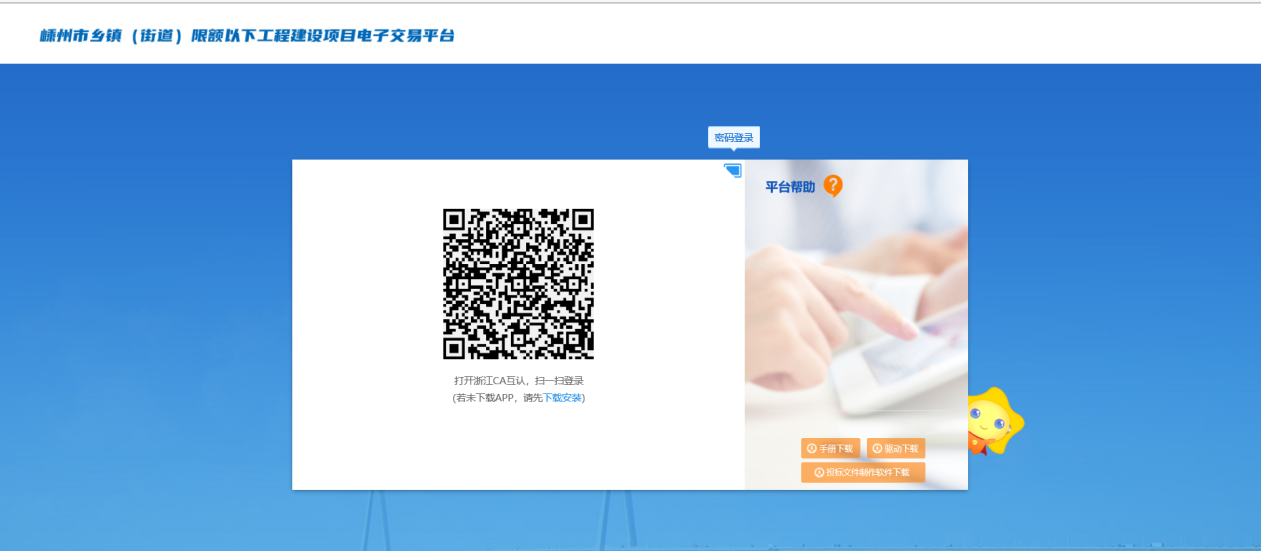 嵊州市乡镇（街道）限额以下工程建设项目电子交易平台
密码登录
平台帮助
打开浙江CA互认，扫一扫登录
(若未下载APP，请先下载安装)
手册下载 驱动下载
投标文件制作软件下载